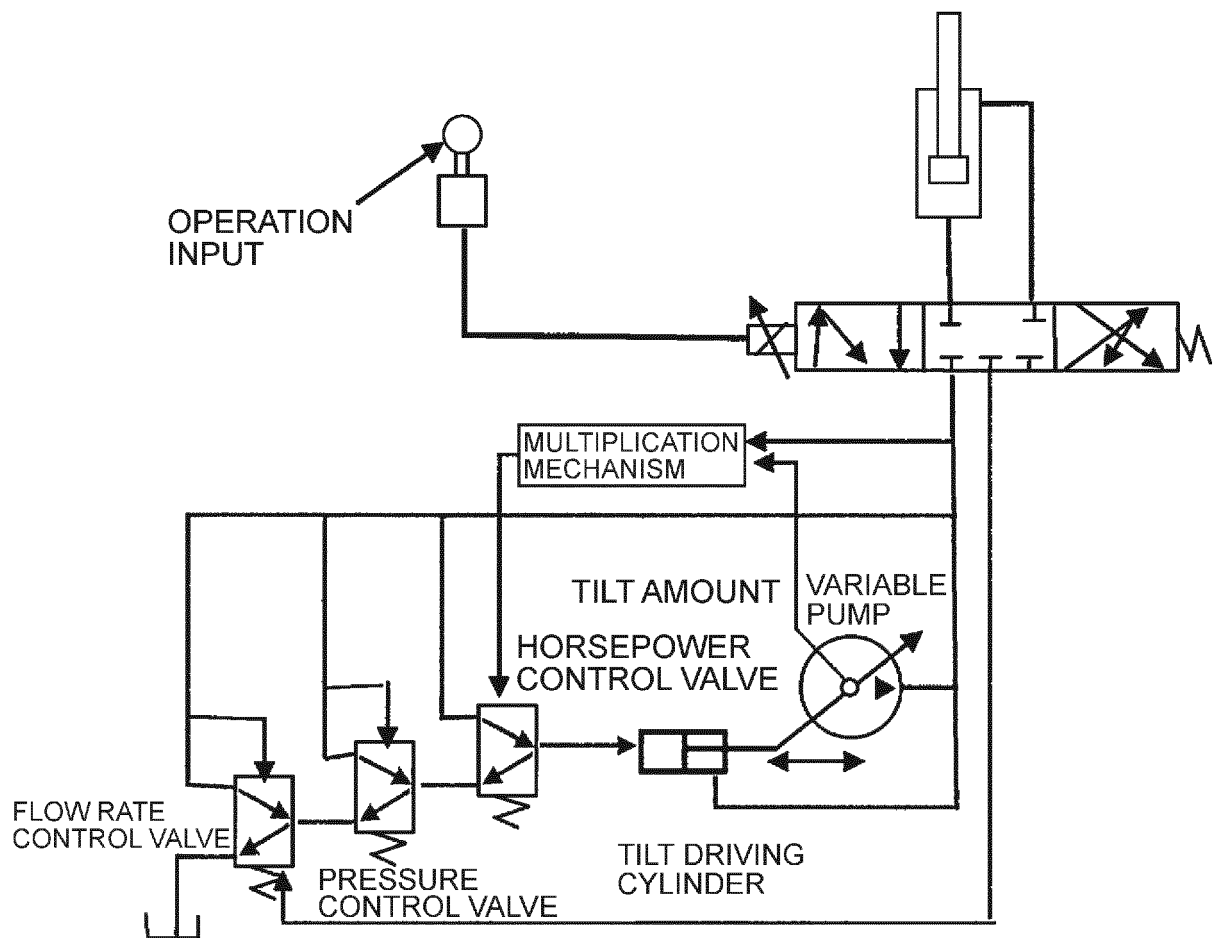 OPERATION
INPUT
MULTIPLICATION
MECHANISM
TILT AMOUNT
VARIABLE
PUMP
HORSEPOWER
CONTROL VALVE
FLOW RATE
CONTROL VALVE
PRESSURE
CONTROL VALVE
TILT DRIVING
CYLINDER